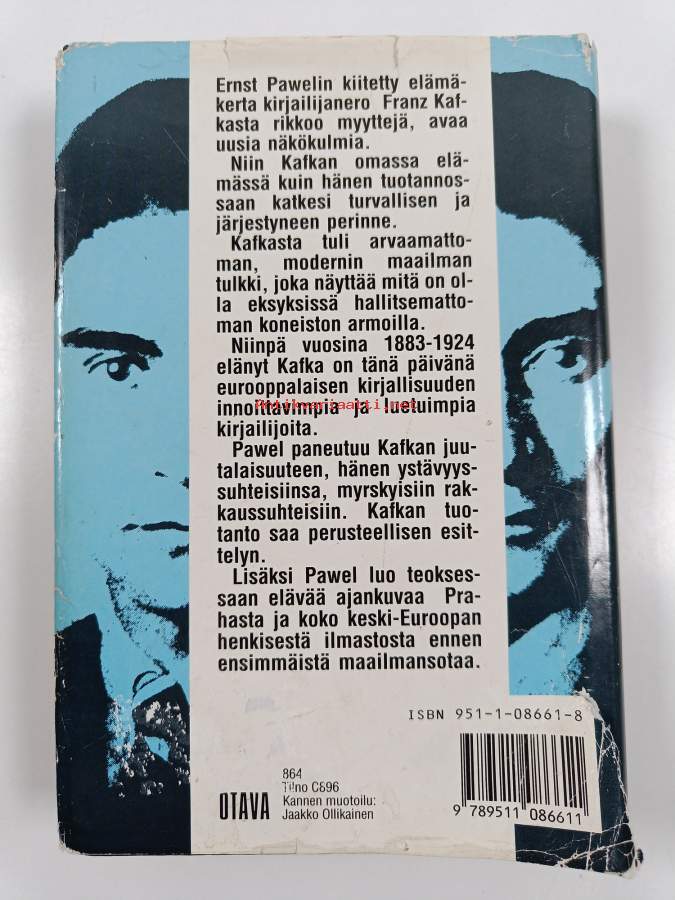 Ernst Pawelin kiitetty elämä-
kerta kirjailijanero Franz Kaf-
kasta rikkoo myyttejä, avaa
uusia näkökulmia.
Niin Kafkan omassa elä-
mässä kuin hänen tuotannos-
saan katkesi turvallisen ja
järjestyneen perinne.
Kafkasta tuli arvaamatto-
man, modernin maailman
tulkki, joka näyttää mitä on ol-
la eksyksissä hallitsematto-
man koneiston armoilla.
Niinpä vuosina 1883-1924
elänyt Kafka on tänä päivänä
eurooppalaisen kirjallisuuden
innoittavimpia ja luetuimpia
Antikvariaatti.net
kirjailijoita.
Pawel paneutuu Kafkan juu-
talaisuuteen, hänen ystävyys-
suhteisiinsa, myrskyisiin rak-
kaussuhteisiin. Kafkan tuo-
tanto saa perusteellisen esit-
telyn.
Lisäksi Pawel luo teokses-
saan elävää ajankuvaa Pra-
hasta ja koko keski-Euroopan
henkisestä ilmastosta ennen
ensimmäistä maailmansotaa.
ISBN 951-1-08661-8
OTAVA
864
Kannen muotoilu:
Jaakko Ollikainen
9 789511 086611